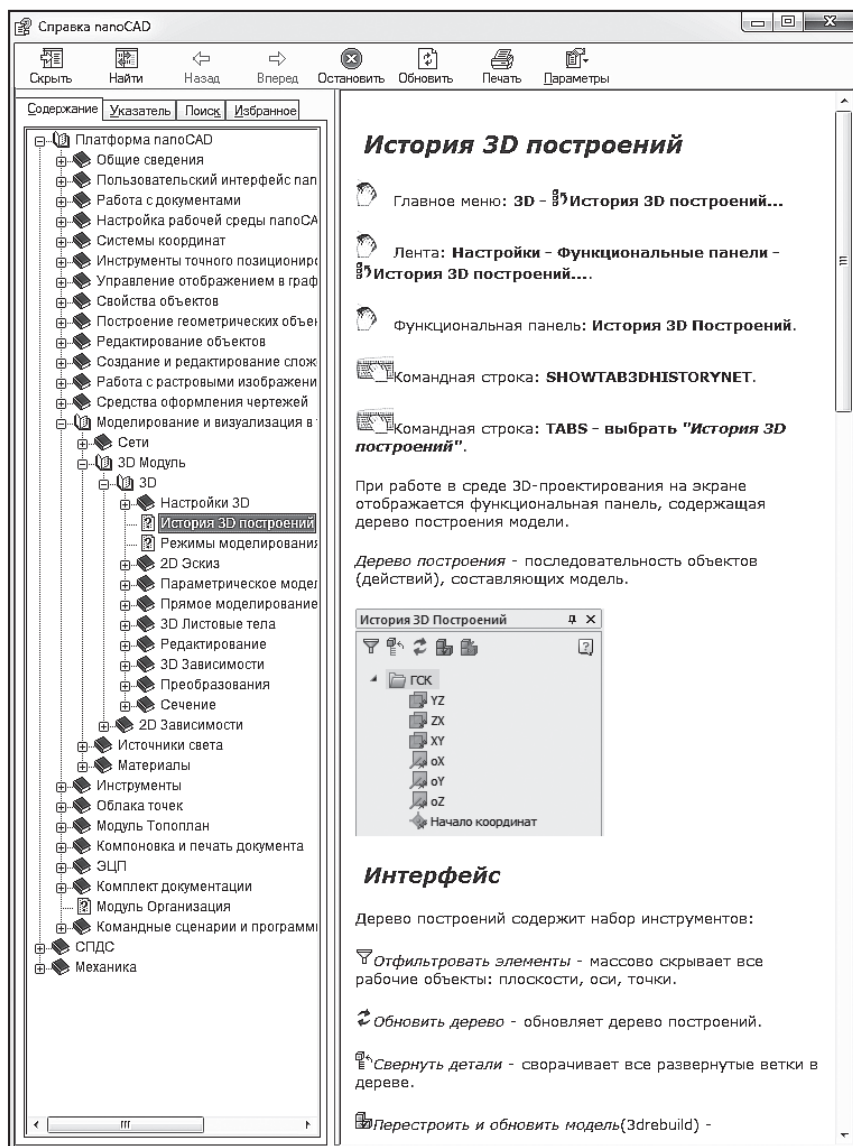 Справка nanoCAD
Скрыть Найти Назад Вперед Остановить Обновить Печать Параметры
Содержание Указатель Поиск Избранное
Платформа nanoCAD
Общие сведения
Пользовательский интерфейс nan
Работа с документами
Настройка рабочей среды nanoCA
Системы координат
Инструменты точного позициониро
Управление отображением в граф
Свойства объектов
Построение геометрических объек
Редактирование объектов
Создание и редактирование слож
Работа с растровыми изображени
Средства оформления чертежей
Моделирование и визуализация в
Сети
3D Модуль
3D
Настройки 3D
История 3D построений
Режимы моделирования
2D Эскиз
Параметрическое модел
Прямое моделирование
3D Листовые тела
Редактирование
3D Зависимости
Преобразования
Сечение
2D Зависимости
Источники света
Материалы
Инструменты
Облака точек
Модуль Топоплан
Компоновка и печать документа
ЭЦП
Комплект документации
Модуль Организация
Командные сценарии и программи
СПДС
Механика
История 3D построений
Главное меню: 3D - История 3D построений...
Лента: Настройки – Функциональные панели –
История 3D построений....
Функциональная панель: История 3D Построений.
Командная строка: SHOWTAB3DHISTORYNET.
Командная строка: TABS – выбрать "История 3D
построений".
При работе в среде 3D-проектирования на экране
отображается функциональная панель, содержащая
дерево построения модели.
Дерево построения - последовательность объектов
(действий), составляющих модель.
История 3D Построений
ГСК
YZ
ZX
XY
oX
oY
oZ
Начало координат
Интерфейс
Дерево построений содержит набор инструментов:
Отфильтровать элементы - массово скрывает все
рабочие объекты: плоскости, оси, точки.
Обновить дерево - обновляет дерево построений.
Свернуть детали - сворачивает все развернутые ветки в
дереве.
Перестроить и обновить модель(3drebuild) -